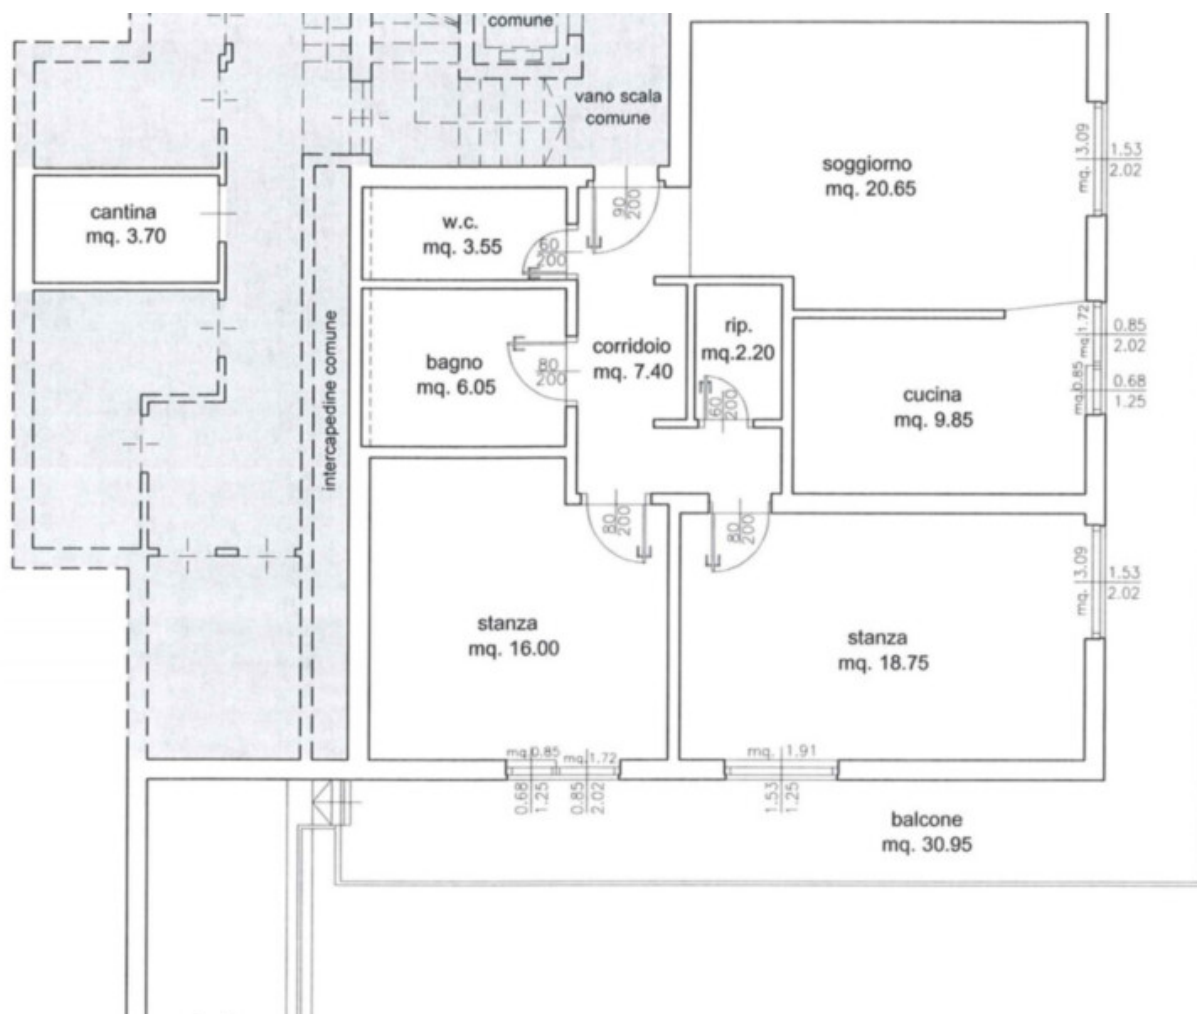 comune
vano scala
comune
soggiorno
mq. 20.65
mq. 3.09
1.53
2.02
cantina
mq. 3.70
w.c.
mq. 3.55
90
200
60
200
intercapedine comune
bagno
mq. 6.05
80
200
corridoio
mq. 7.40
rip.
mq.2.20
60
200
cucina
mq. 9.85
mq. 1.72
0.85
2.02
mq. 0.85
0.68
1.25
80
200
80
200
stanza
mq. 16.00
stanza
mq. 18.75
mq. 3.09
1.53
2.02
mq. 0.85
mq. 1.72
0.68
1.25
0.85
2.02
mq. 1.91
1.53
1.25
balcone
mq. 30.95